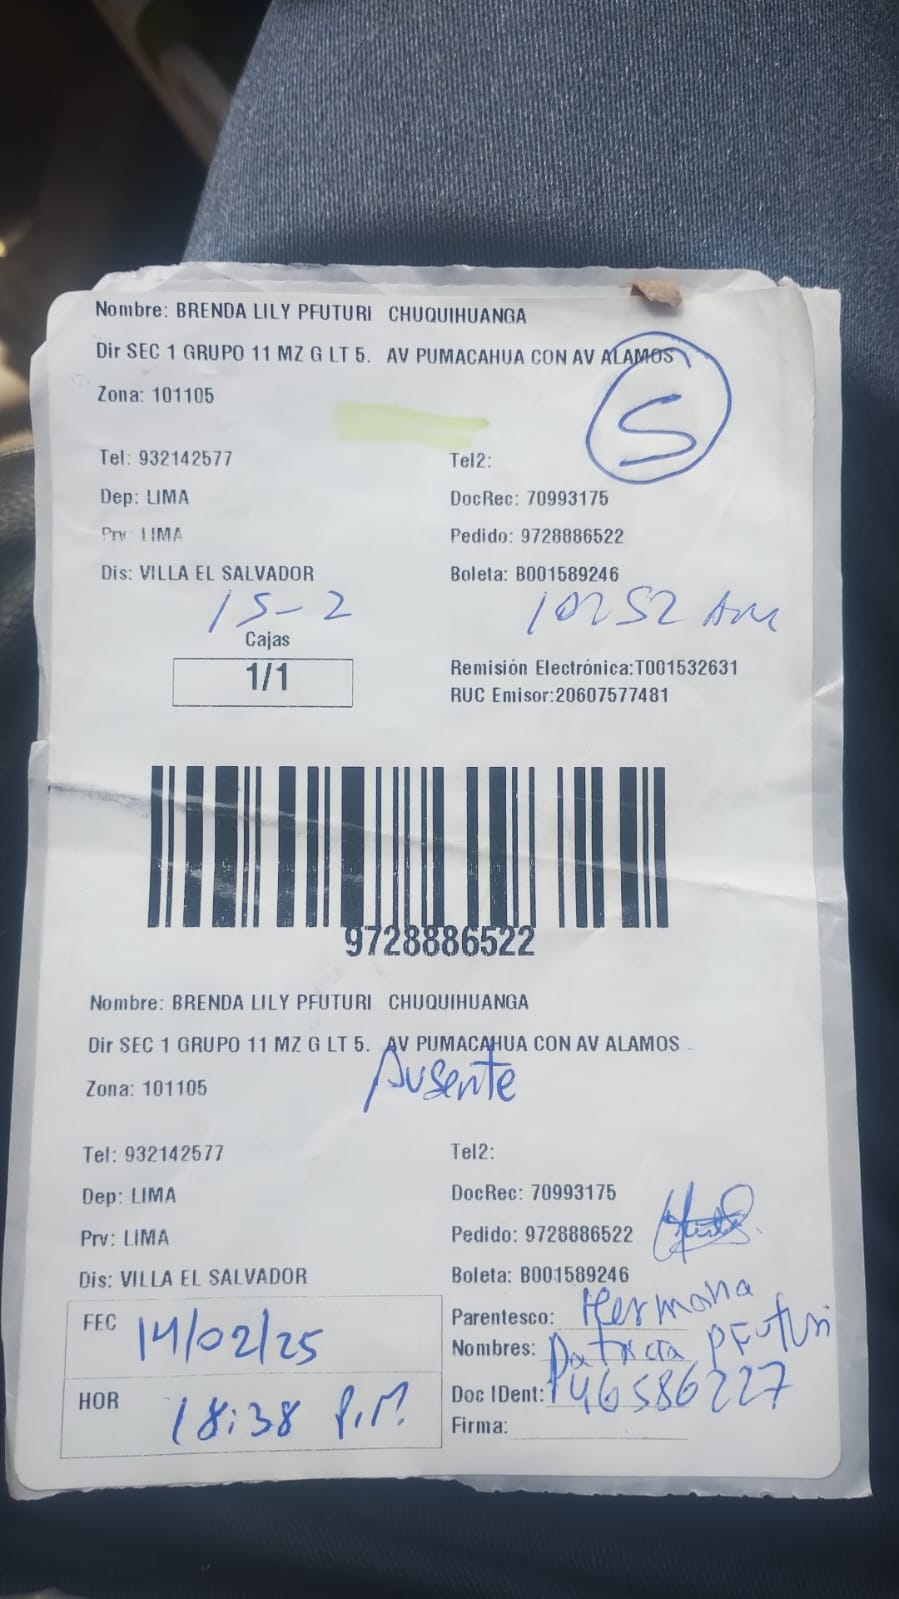 Nombre: BRENDA LILY PFUTURI CHUQUIHUANGA
Dir SEC 1 GRUPO 11 MZ G LT 5. AV PUMACAHUA CON AV ALAMOS
Zona: 101105
S
Tel: 932142577 Tel2:
Dep: LIMA DocRec: 70993175
Prv: LIMA Pedido: 9728886522
Dis: VILLA EL SALVADOR Boleta: B001589246
15-2 10:52 AM
Cajas
1/1
Remisión Electrónica:T001532631
RUC Emisor:20607577481
9728886522
Nombre: BRENDA LILY PFUTURI CHUQUIHUANGA
Dir SEC 1 GRUPO 11 MZ G LT 5. AV PUMACAHUA CON AV ALAMOS
Ausente
Zona: 101105
Tel: 932142577 Tel2:
Dep: LIMA DocRec: 70993175
Prv: LIMA Pedido: 9728886522
Dis: VILLA EL SALVADOR Boleta: B001589246
FEC 14/02/25
HOR 18:38 P.M
Parentesco: Hermana
Nombres: Patricia PFuturi
Doc IDent: 46586227
Firma: